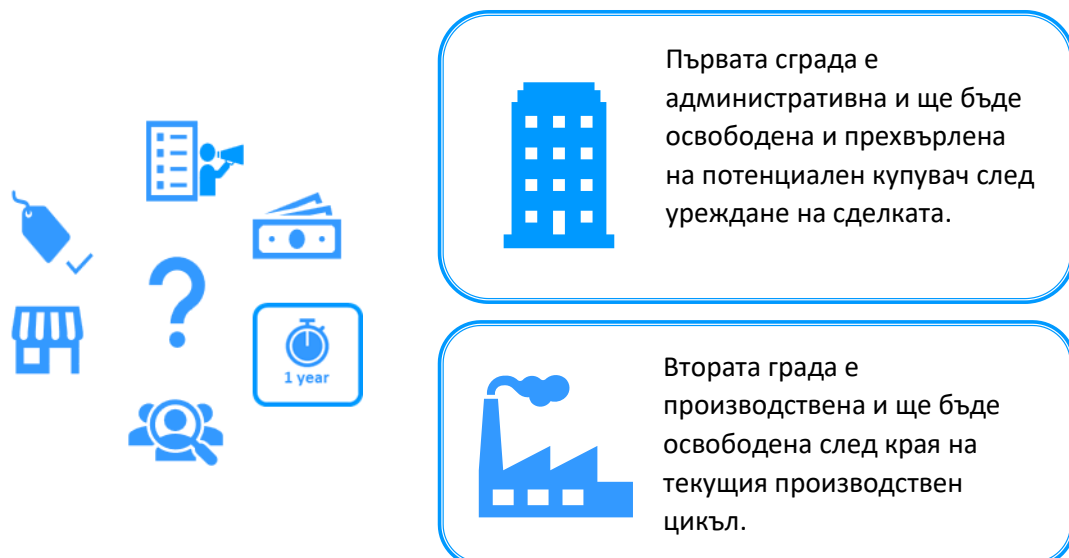 Първата сграда е
административна и ще бъде
освободена и прехвърлена
на потенциален купувач след
уреждане на сделката.
?
1 year
Втората града е
производствена и ще бъде
освободена след края на
текущия производствен
цикъл.